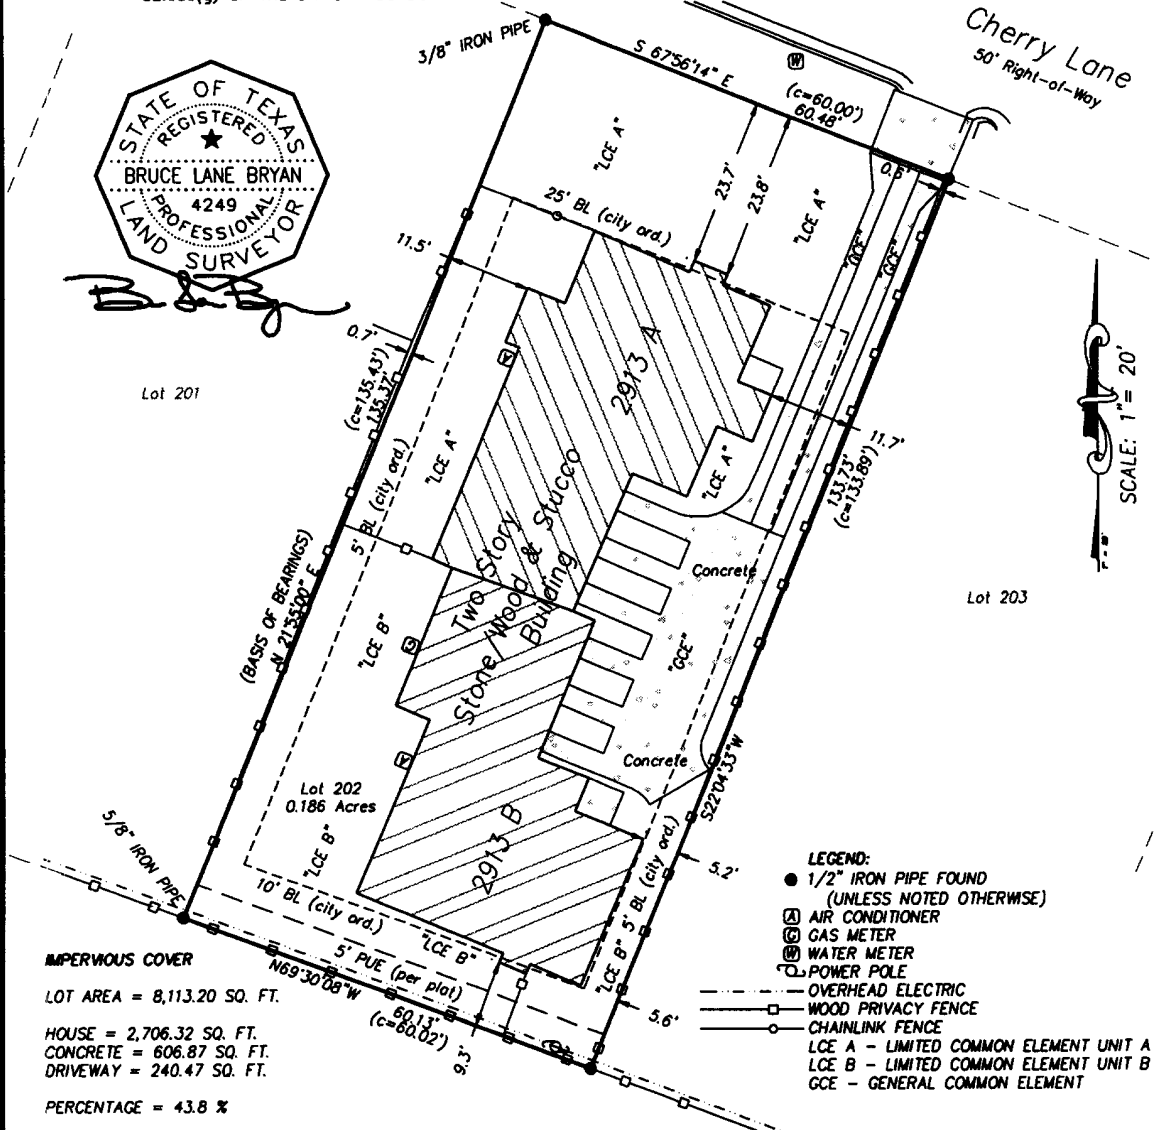 3/8" IRON PIPE
S 67°56'14" E
(c=60.00')
60.48'
Cherry Lane
50' Right-of-Way
STATE OF TEXAS
REGISTERED
BRUCE LANE BRYAN
4249
PROFESSIONAL
LAND SURVEYOR
"LCE A"
23.7'
23.8'
"LCE A"
0.6'
25' BL (city ord.)
11.5'
"GCE"
"GCE"
0.7'
(c=135.43')
135.37'
Lot 201
2913 A
11.7'
133.73'
(c=133.89')
SCALE: 1"= 20'
"LCE A"
"LCE A"
5' BL (city ord.)
Two Story
Stone/Wood & Stucco
Building
Concrete
Lot 203
(BASIS OF BEARINGS)
N 21°55'00" E
"LCE B"
G
"GCE"
A
Concrete
S22°04'33"W
Lot 202
0.186 Acres
"LCE B"
2913 B
5/8" IRON PIPE
10' BL (city ord.)
5' BL (city ord.)
5.2'
"LCE B"
"LCE B"
5' PUE (per plat)
N69°30'08"W
60.13'
(c=60.02')
9.3'
5.6'
LEGEND:
1/2" IRON PIPE FOUND
(UNLESS NOTED OTHERWISE)
A AIR CONDITIONER
G GAS METER
W WATER METER
POWER POLE
OVERHEAD ELECTRIC
WOOD PRIVACY FENCE
CHAINLINK FENCE
LCE A - LIMITED COMMON ELEMENT UNIT A
LCE B - LIMITED COMMON ELEMENT UNIT B
GCE - GENERAL COMMON ELEMENT
IMPERVIOUS COVER
LOT AREA = 8,113.20 SQ. FT.
HOUSE = 2,706.32 SQ. FT.
CONCRETE = 606.87 SQ. FT.
DRIVEWAY = 240.47 SQ. FT.
PERCENTAGE = 43.8 %